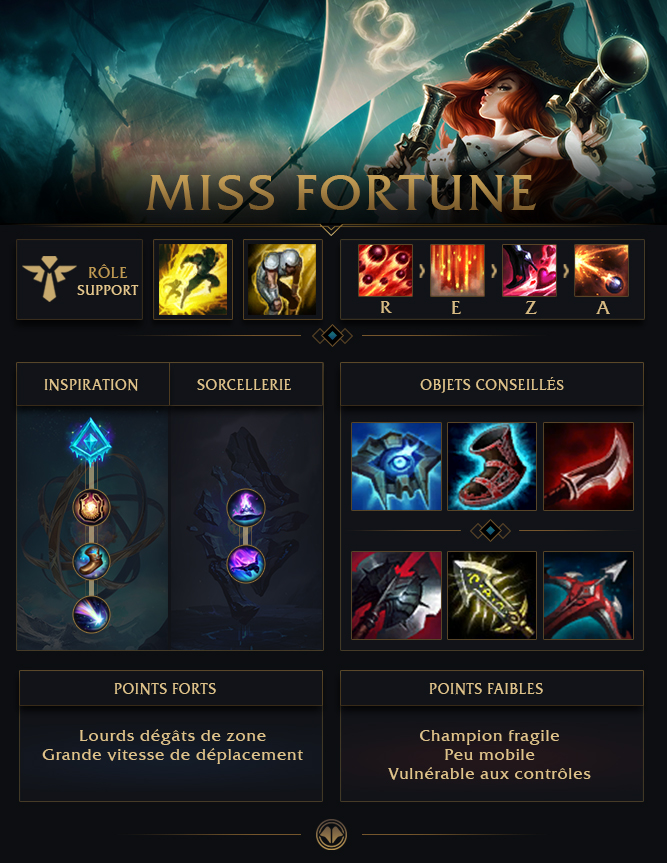 MISS FORTUNE
RÔLE
SUPPORT
R
E
Z
A
INSPIRATION
SORCELLERIE
OBJETS CONSEILLÉS
POINTS FORTS
Lourds dégâts de zone
Grande vitesse de déplacement
POINTS FAIBLES
Champion fragile
Peu mobile
Vulnérable aux contrôles